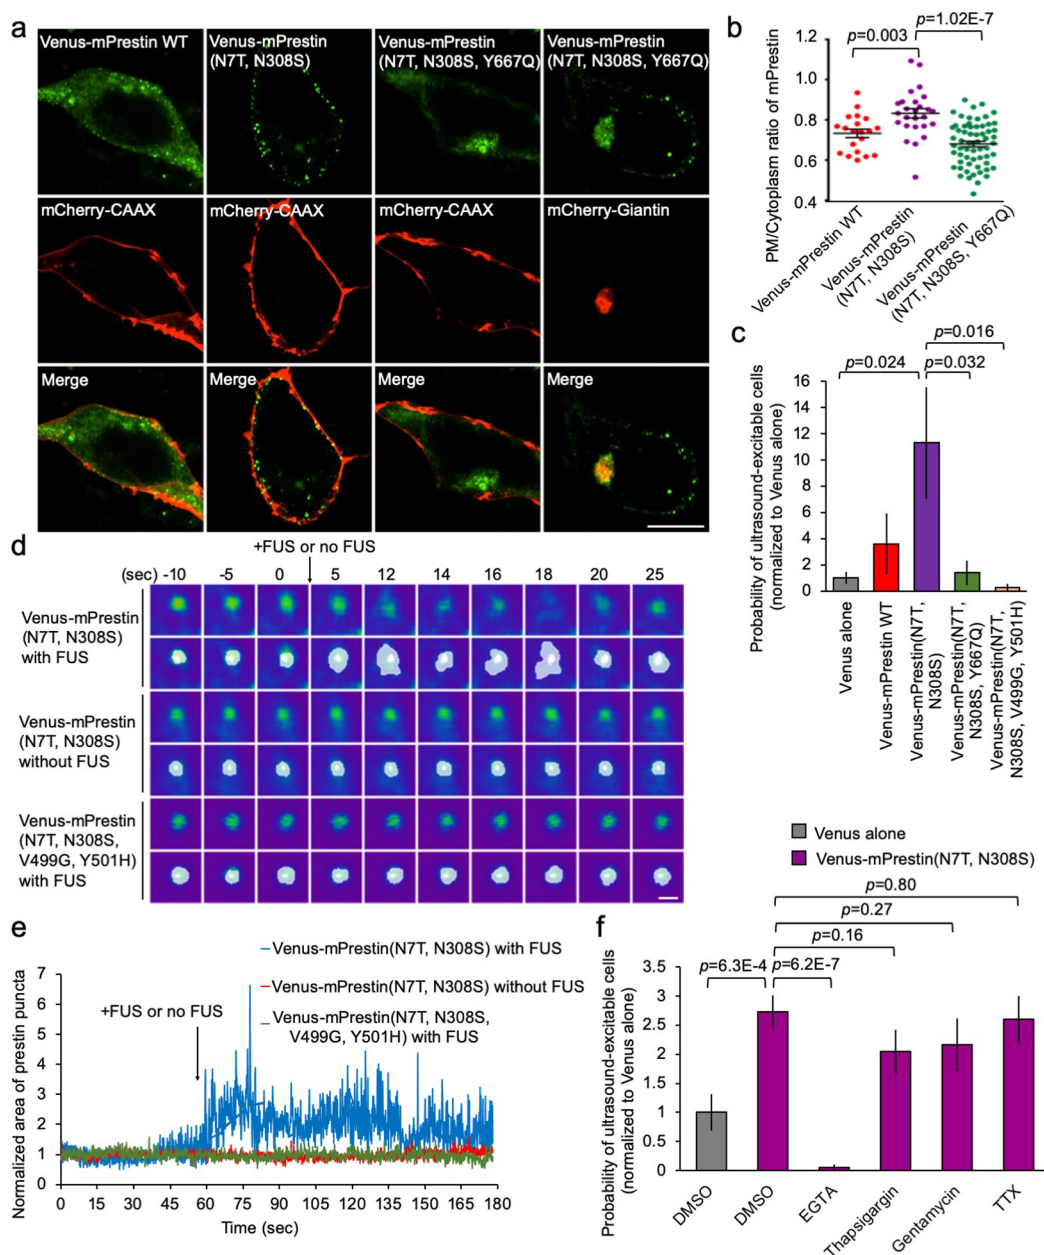 a
Venus-mPrestin WT
Venus-mPrestin
(N7T, N308S)
Venus-mPrestin
(N7T, N308S, Y667Q)
Venus-mPrestin
(N7T, N308S, Y667Q)
mCherry-CAAX
mCherry-CAAX
mCherry-CAAX
mCherry-Giantin
Merge
Merge
Merge
Merge
b
p=1.02E-7
p=0.003
PM/Cytoplasm ratio of mPrestin
1.2
1.0
0.8
0.6
0.4
Venus-mPrestin WT
Venus-mPrestin
(N7T, N308S)
Venus-mPrestin
(N7T, N308S, Y667Q)
c
p=0.016
p=0.024
p=0.032
Probability of ultrasound-excitable cells
(normalized to Venus alone)
16
14
12
10
8
6
4
2
0
Venus alone
Venus-mPrestin WT
Venus-mPrestin(N7T,
N308S)
Venus-mPrestin(N7T,
N308S, Y667Q)
Venus-mPrestin(N7T,
N308S, V499G, Y501H)
d
+FUS or no FUS
(sec) -10 -5 0 5 12 14 16 18 20 25
Venus-mPrestin
(N7T, N308S)
with FUS
Venus-mPrestin
(N7T, N308S)
without FUS
Venus-mPrestin
(N7T, N308S,
V499G, Y501H)
with FUS
e
Venus-mPrestin(N7T, N308S) with FUS
Venus-mPrestin(N7T, N308S) without FUS
Venus-mPrestin(N7T, N308S,
V499G, Y501H) with FUS
+FUS or no FUS
Normalized area of prestin puncta
7
6
5
4
3
2
1
0
0 15 30 45 60 75 90 105 120 135 150 165 180
Time (sec)
Venus alone
Venus-mPrestin(N7T, N308S)
f
p=0.80
p=0.27
p=0.16
p=6.3E-4
p=6.2E-7
Probability of ultrasound-excitable cells
(normalized to Venus alone)
3.5
3
2.5
2
1.5
1
0.5
0
DMSO
DMSO
EGTA
Thapsigargin
Gentamycin
TTX